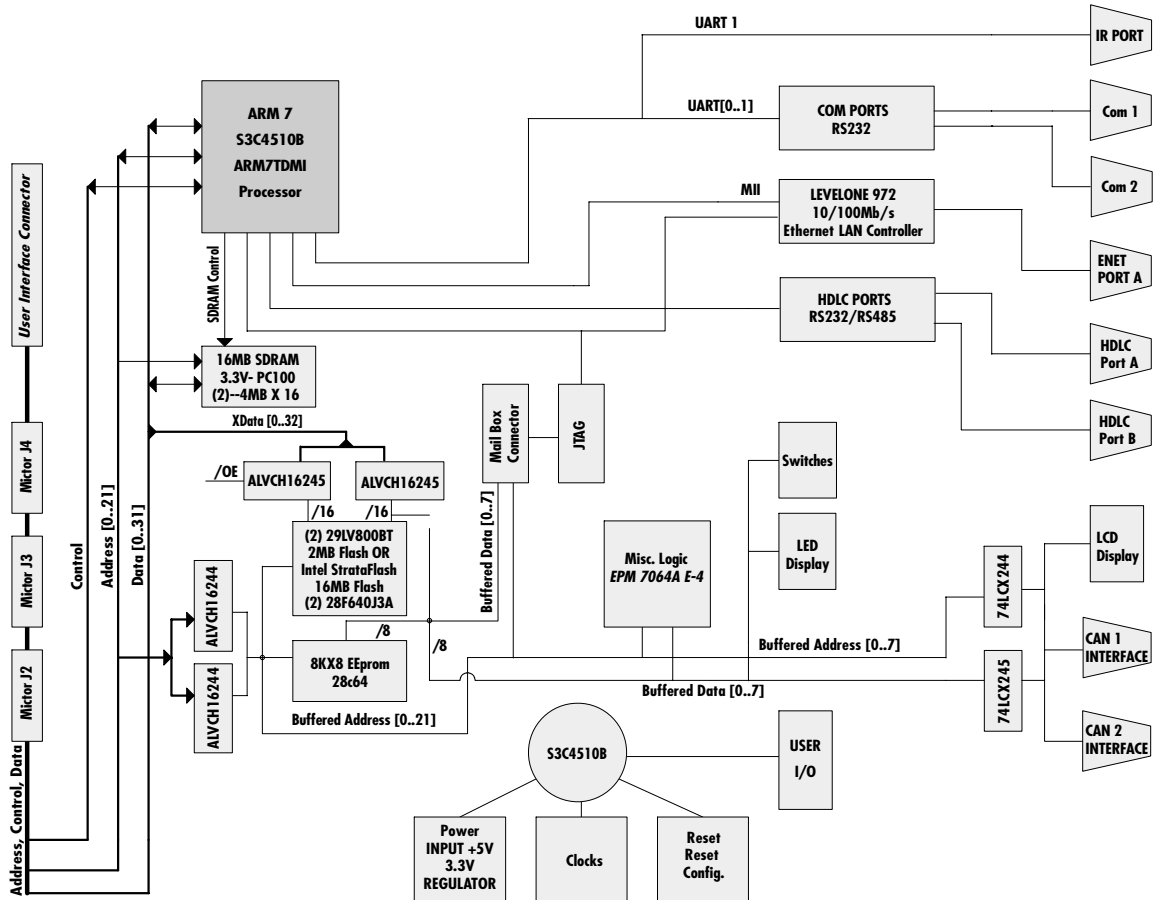 UART 1
IR PORT
ARM 7
S3C4510B
ARM7TDMI
Processor
UART[0..1]
COM PORTS
RS232
Com 1
Com 2
MII
LEVELONE 972
10/100Mb/s
Ethernet LAN Controller
ENET
PORT A
HDLC PORTS
RS232/RS485
HDLC
Port A
HDLC
Port B
User Interface Connector
Mictor J4
Mictor J3
Mictor J2
Address, Control, Data
Control
Address [0..21]
Data [0..31]
SDRAM Control
16MB SDRAM
3.3V- PC100
(2)--4MB X 16
XData [0..32]
/OE
ALVCH16245
ALVCH16245
/16
/16
(2) 29LV800BT
2MB Flash OR
Intel StrataFlash
16MB Flash
(2) 28F640J3A
/8
/8
8KX8 EEprom
28c64
ALVCH16244
ALVCH16244
Buffered Address [0..21]
Mail Box
Connector
JTAG
Buffered Data [0..7]
Misc. Logic
EPM 7064A E-4
Switches
LED
Display
Buffered Address [0..7]
Buffered Data [0..7]
74LCX244
74LCX245
LCD
Display
CAN 1
INTERFACE
CAN 2
INTERFACE
S3C4510B
USER
I/O
Power
INPUT +5V
3.3V
REGULATOR
Clocks
Reset
Reset
Config.